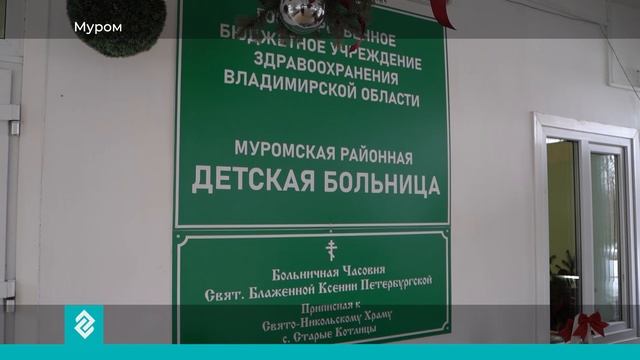 Муром
ГОСУДАРСТВЕННОЕ
БЮДЖЕТНОЕ УЧРЕЖДЕНИЕ
ЗДРАВООХРАНЕНИЯ
ВЛАДИМИРСКОЙ ОБЛАСТИ
МУРОМСКАЯ РАЙОННАЯ
ДЕТСКАЯ БОЛЬНИЦА
Больничная Часовня
Свят. Блаженной Ксении Петербургской
Приписная к
Свято-Никольскому Храму
с. Старые Котлицы